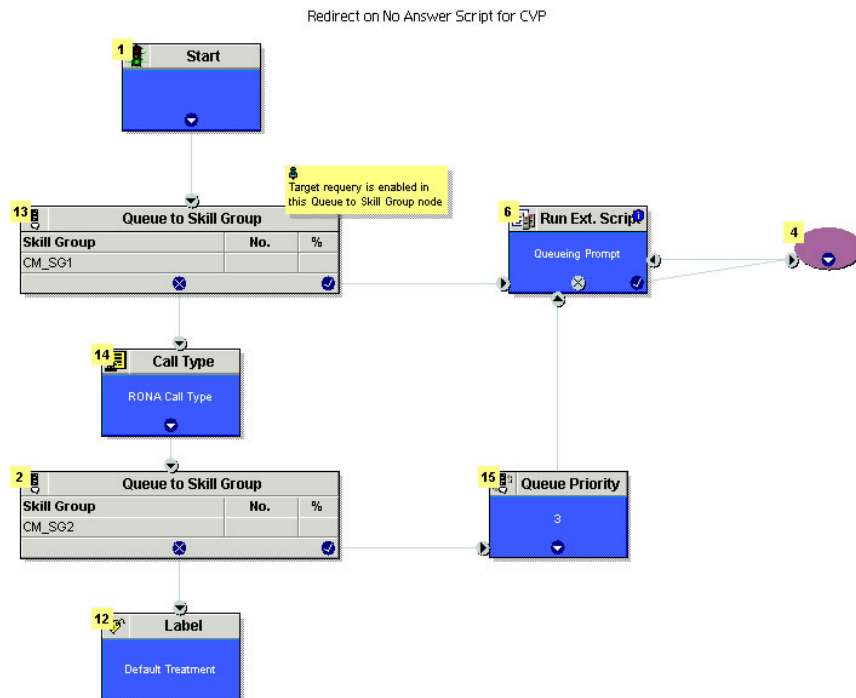 Redirect on No Answer Script for CVP
1
Start
Target requery is enabled in
this Queue to Skill Group node
13
Queue to Skill Group
Skill Group No. %
CM_SG1
6
Run Ext. Script
Queueing Prompt
4
14
Call Type
RONA Call Type
2
Queue to Skill Group
Skill Group No. %
CM_SG2
15
Queue Priority
3
12
Label
Default Treatment